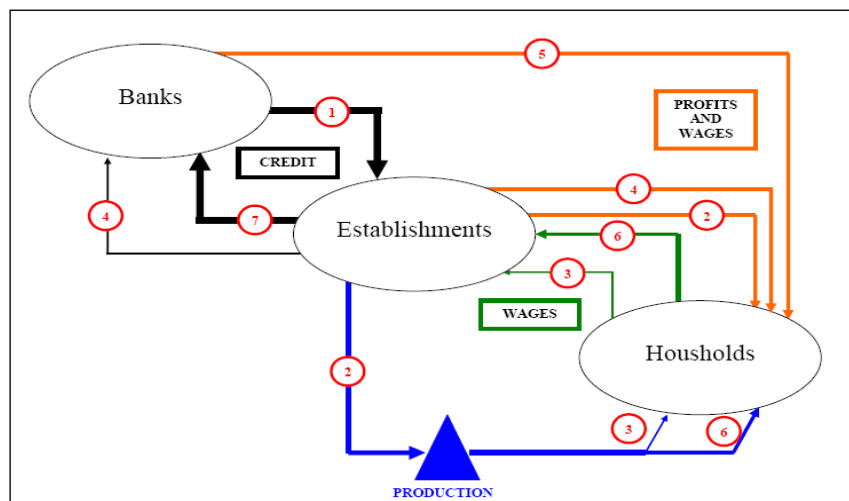 5
Banks
1
PROFITS
AND
WAGES
CREDIT
4
4
7
2
Establishments
6
3
WAGES
Housholds
2
3
6
PRODUCTION